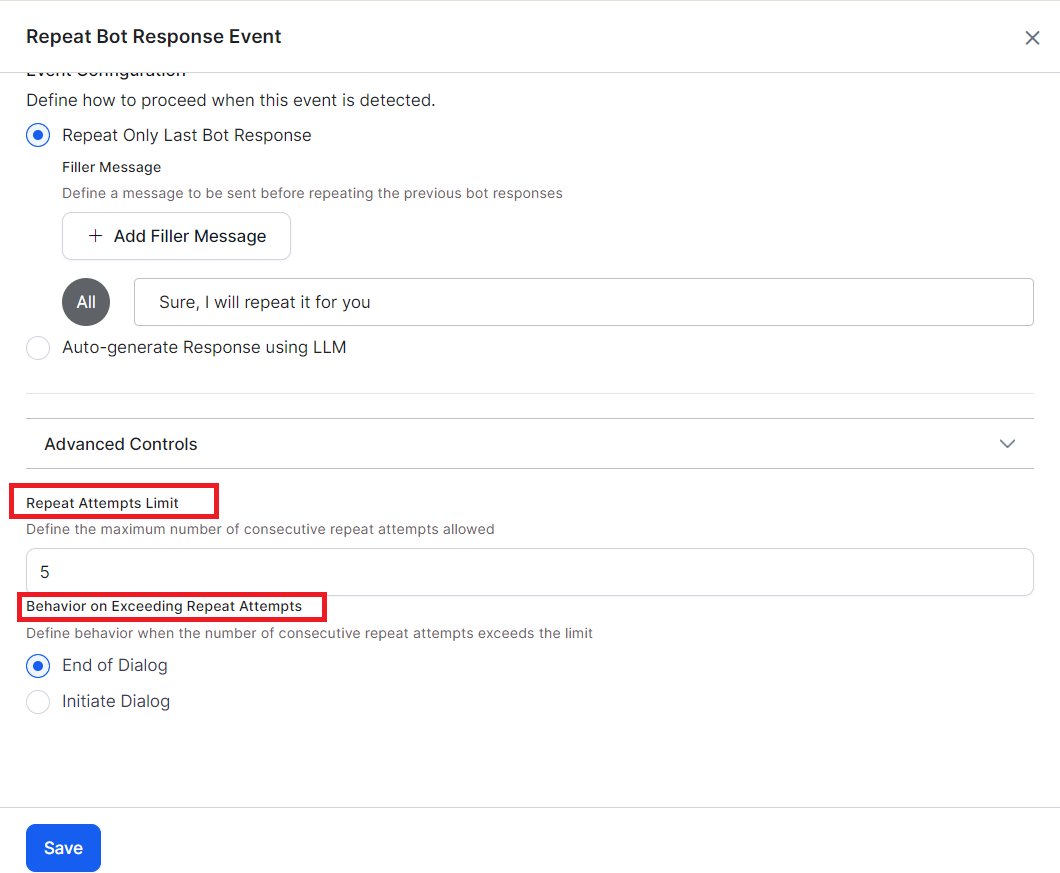 Repeat Bot Response Event
Event Configuration
Define how to proceed when this event is detected.
Repeat Only Last Bot Response
Filler Message
Define a message to be sent before repeating the previous bot responses
+ Add Filler Message
All
Sure, I will repeat it for you
Auto-generate Response using LLM
Advanced Controls
Repeat Attempts Limit
Define the maximum number of consecutive repeat attempts allowed
5
Behavior on Exceeding Repeat Attempts
Define behavior when the number of consecutive repeat attempts exceeds the limit
End of Dialog
Initiate Dialog
Save